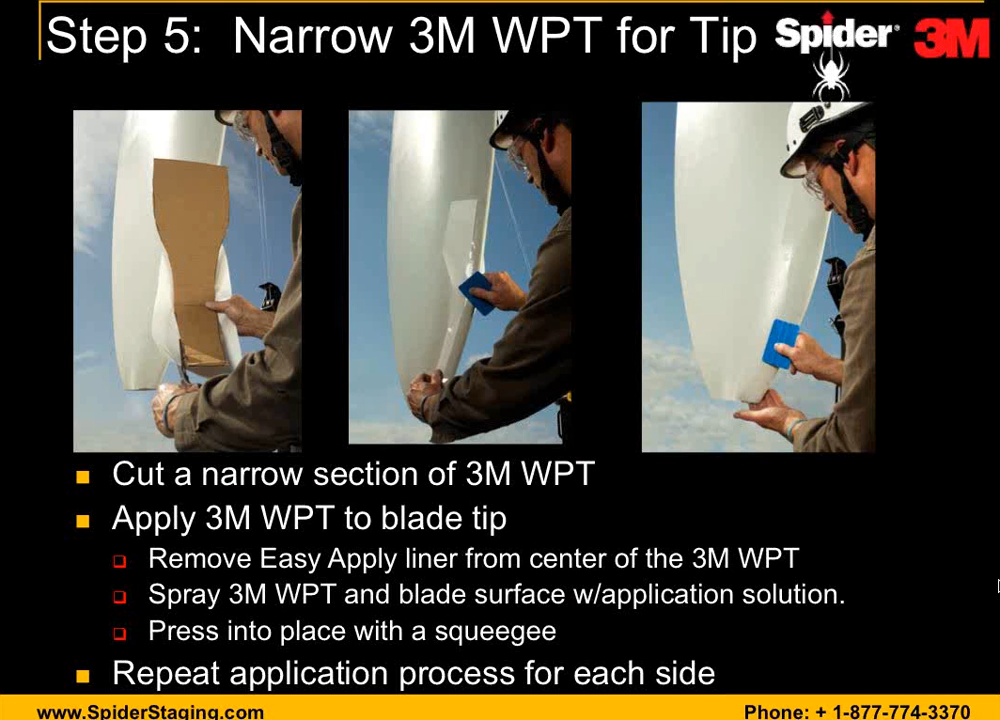 Step 5: Narrow 3M WPT for Tip
Spider® 3M
Cut a narrow section of 3M WPT
Apply 3M WPT to blade tip
Remove Easy Apply liner from center of the 3M WPT
Spray 3M WPT and blade surface w/application solution.
Press into place with a squeegee
Repeat application process for each side
www.SpiderStaging.com Phone: + 1-877-774-3370